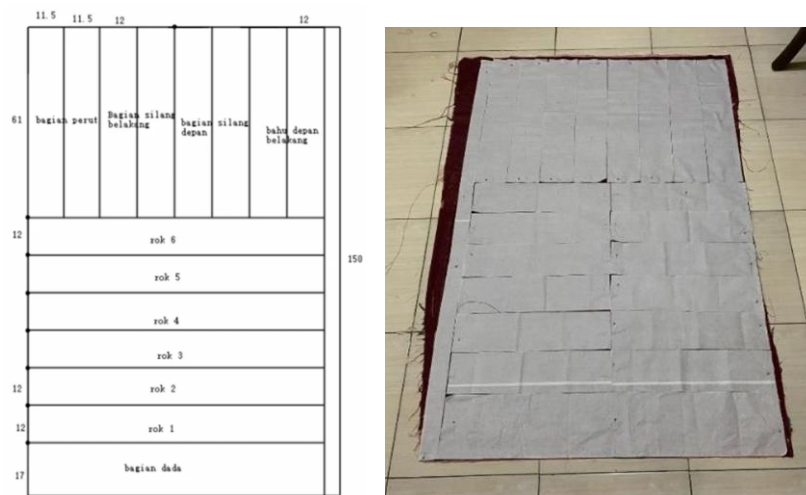 11.5
11.5 12
12
61
bagian perut
Bagian silang
belakang
bagian silang
depan
bahu depan
belakang
12
rok 6
150
rok 5
rok 4
rok 3
12
rok 2
12
rok 1
17
bagian dada